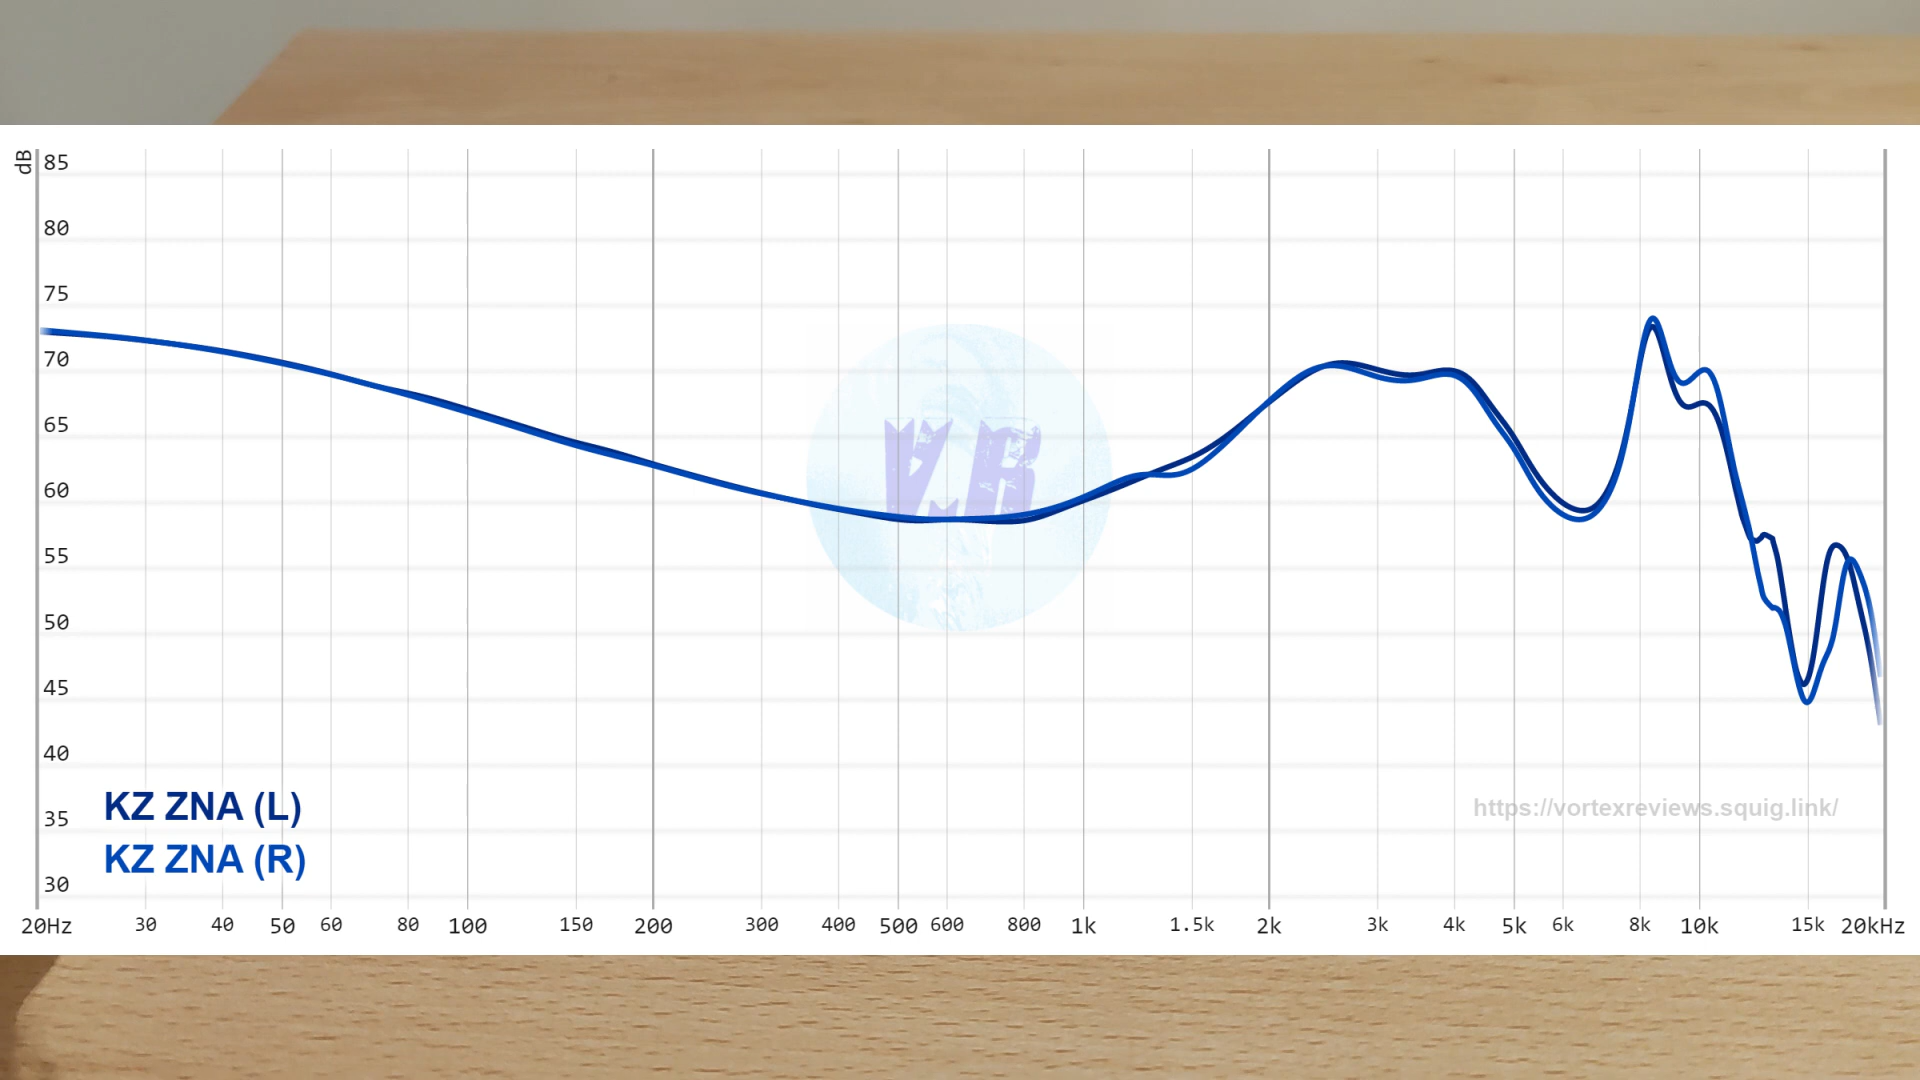 dB
85
80
75
70
65
60
55
50
45
40
35
30
V.R
KZ ZNA (L)
KZ ZNA (R)
https://vortexreviews.squig.link/
20Hz 30 40 50 60 80 100 150 200 300 400 500 600 800 1k 1.5k 2k 3k 4k 5k 6k 8k 10k 15k 20kHz